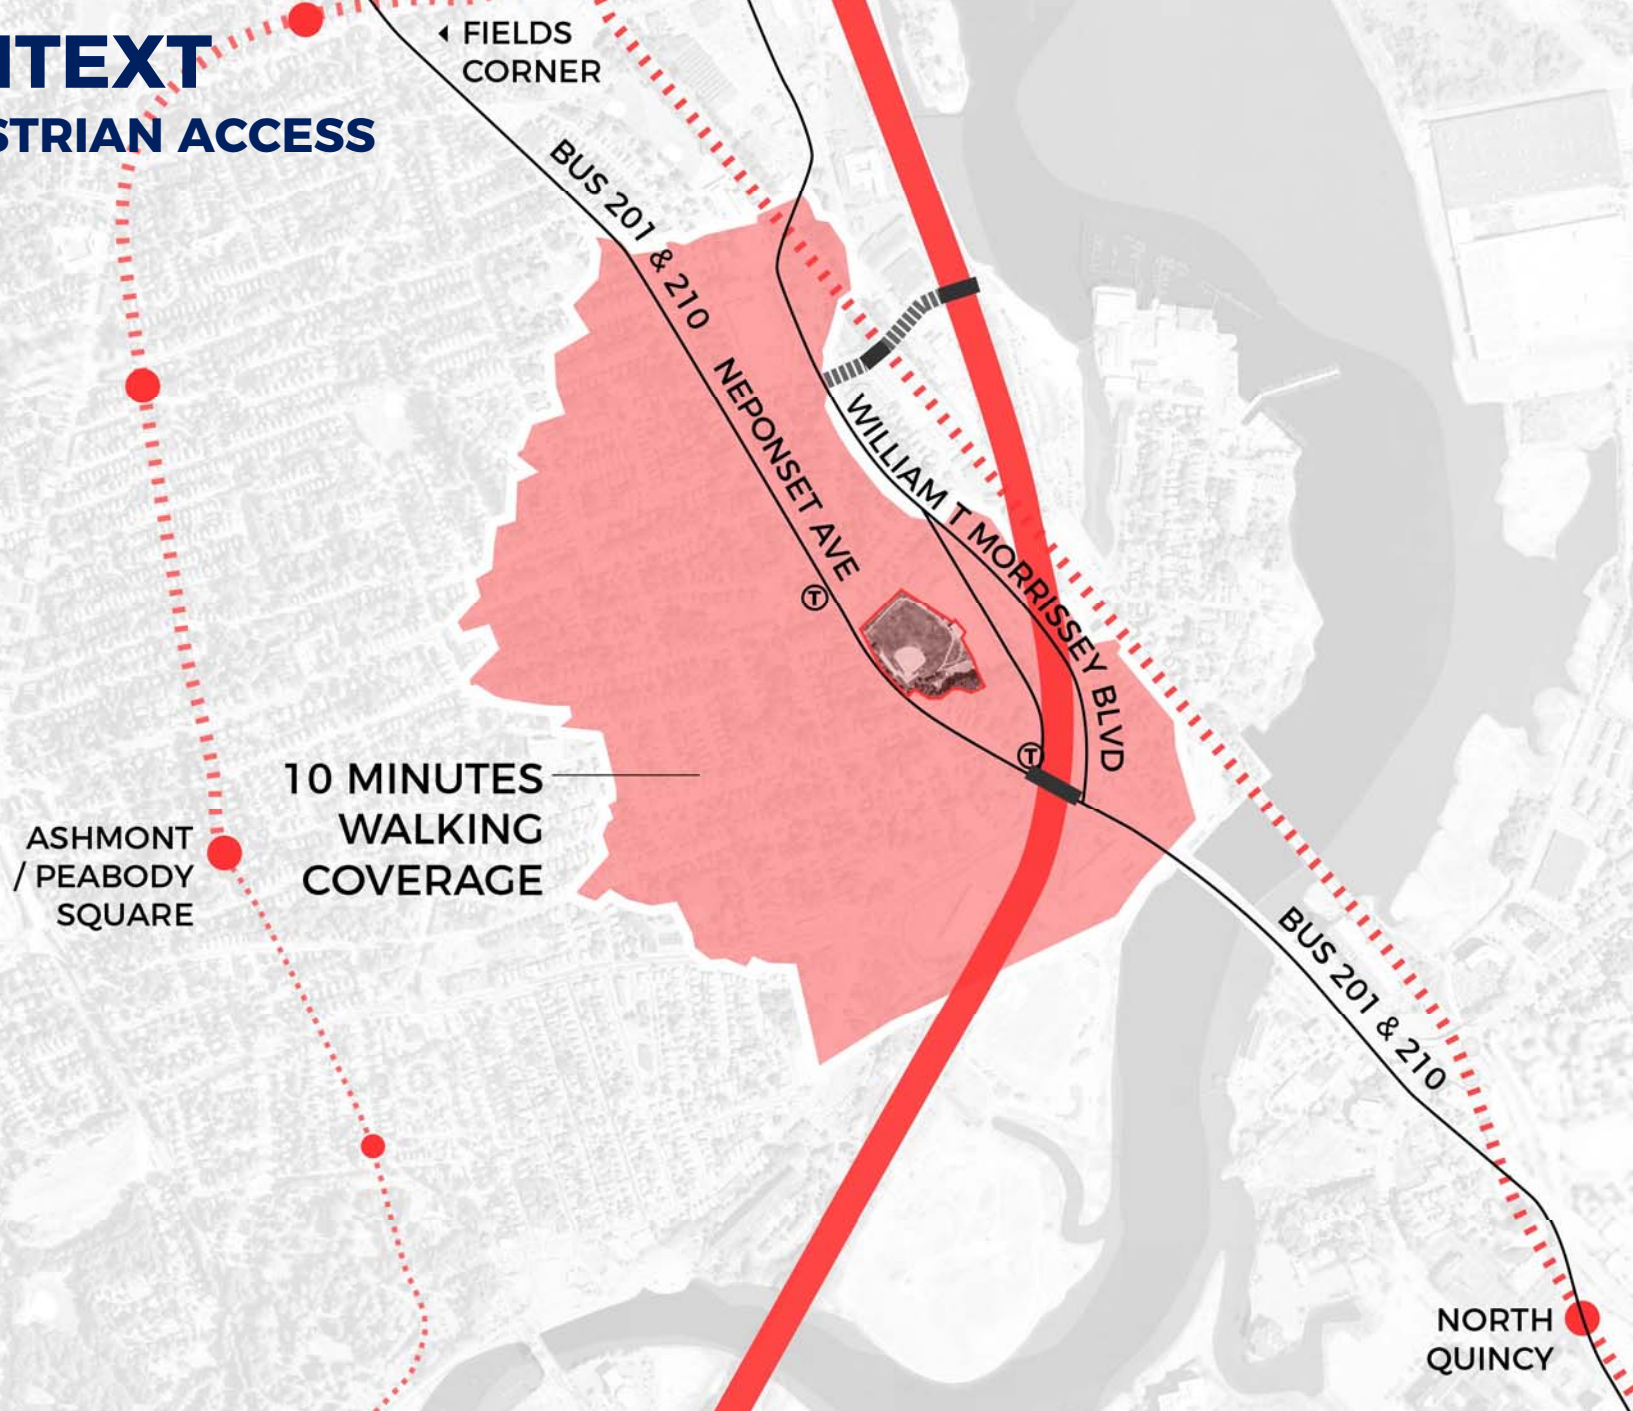 NTEXT
STRIAN ACCESS
FIELDS
CORNER
BUS 201 & 210
NEPONSET AVE
WILLIAM T MORRISSEY BLVD
T
T
10 MINUTES
WALKING
COVERAGE
ASHMONT
/ PEABODY
SQUARE
BUS 201 & 210
NORTH
QUINCY